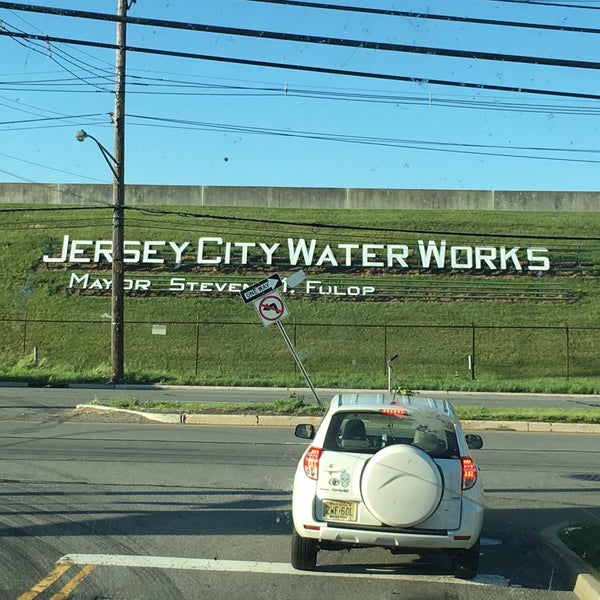 JERSEY CITY WATER WORKS
MAYOR STEVEN M. FULOP
ONE WAY